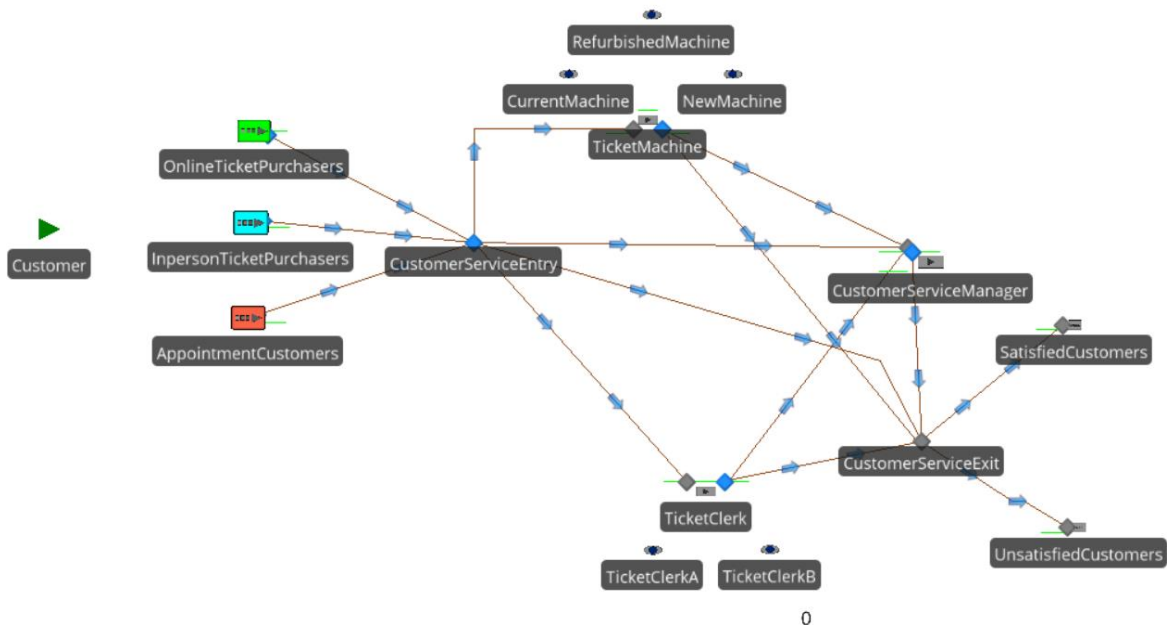 RefurbishedMachine
CurrentMachine
NewMachine
TicketMachine
OnlineTicketPurchasers
InpersonTicketPurchasers
Customer
CustomerServiceEntry
CustomerServiceManager
AppointmentCustomers
SatisfiedCustomers
CustomerServiceExit
TicketClerk
UnsatisfiedCustomers
TicketClerkA
TicketClerkB
0